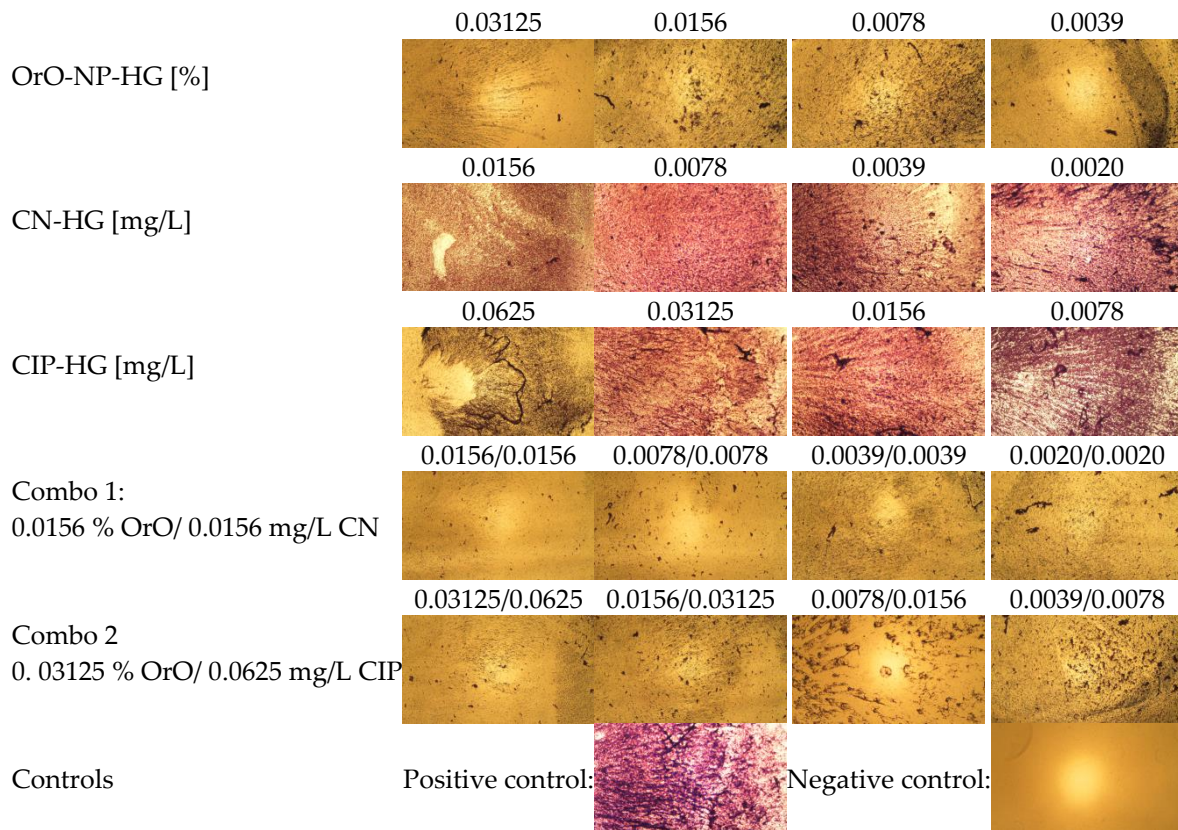 0.03125 0.0156 0.0078 0.0039
OrO-NP-HG [%]
0.0156 0.0078 0.0039 0.0020
CN-HG [mg/L]
0.0625 0.03125 0.0156 0.0078
CIP-HG [mg/L]
0.0156/0.0156 0.0078/0.0078 0.0039/0.0039 0.0020/0.0020
Combo 1:
0.0156 % OrO/ 0.0156 mg/L CN
0.03125/0.0625 0.0156/0.03125 0.0078/0.0156 0.0039/0.0078
Combo 2
0. 03125 % OrO/ 0.0625 mg/L CIP
Controls Positive control: Negative control: